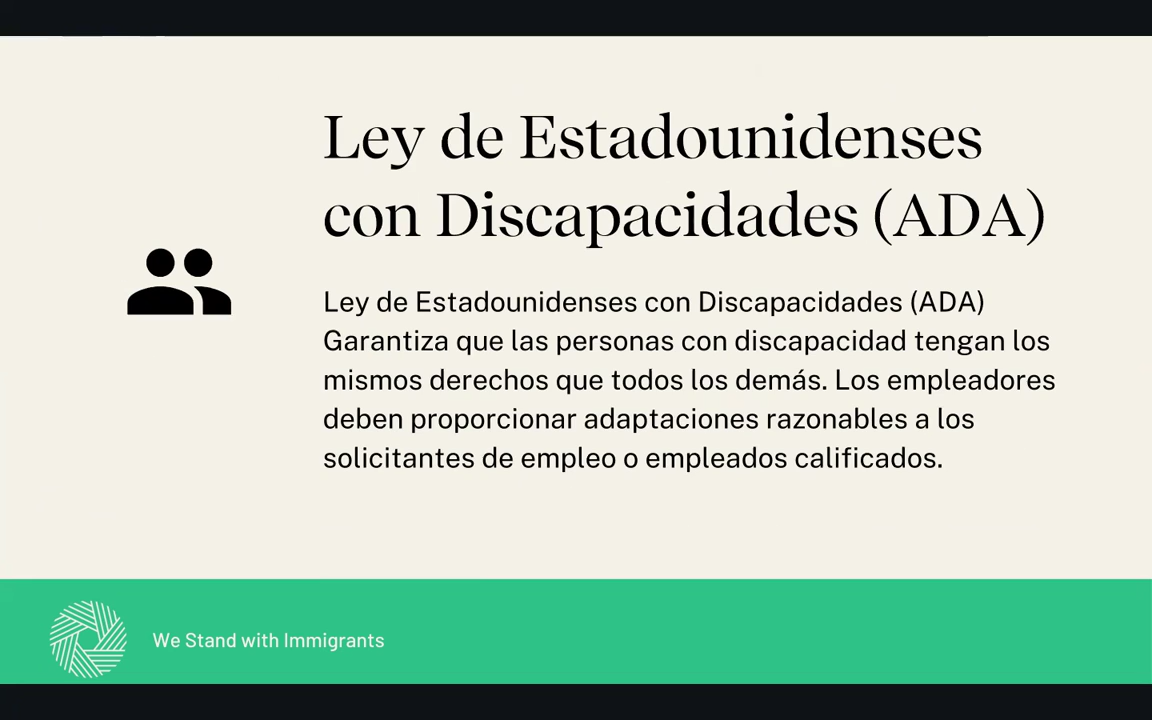 Ley de Estadounidenses
con Discapacidades (ADA)
Ley de Estadounidenses con Discapacidades (ADA)
Garantiza que las personas con discapacidad tengan los
mismos derechos que todos los demás. Los empleadores
deben proporcionar adaptaciones razonables a los
solicitantes de empleo o empleados calificados.
We Stand with Immigrants